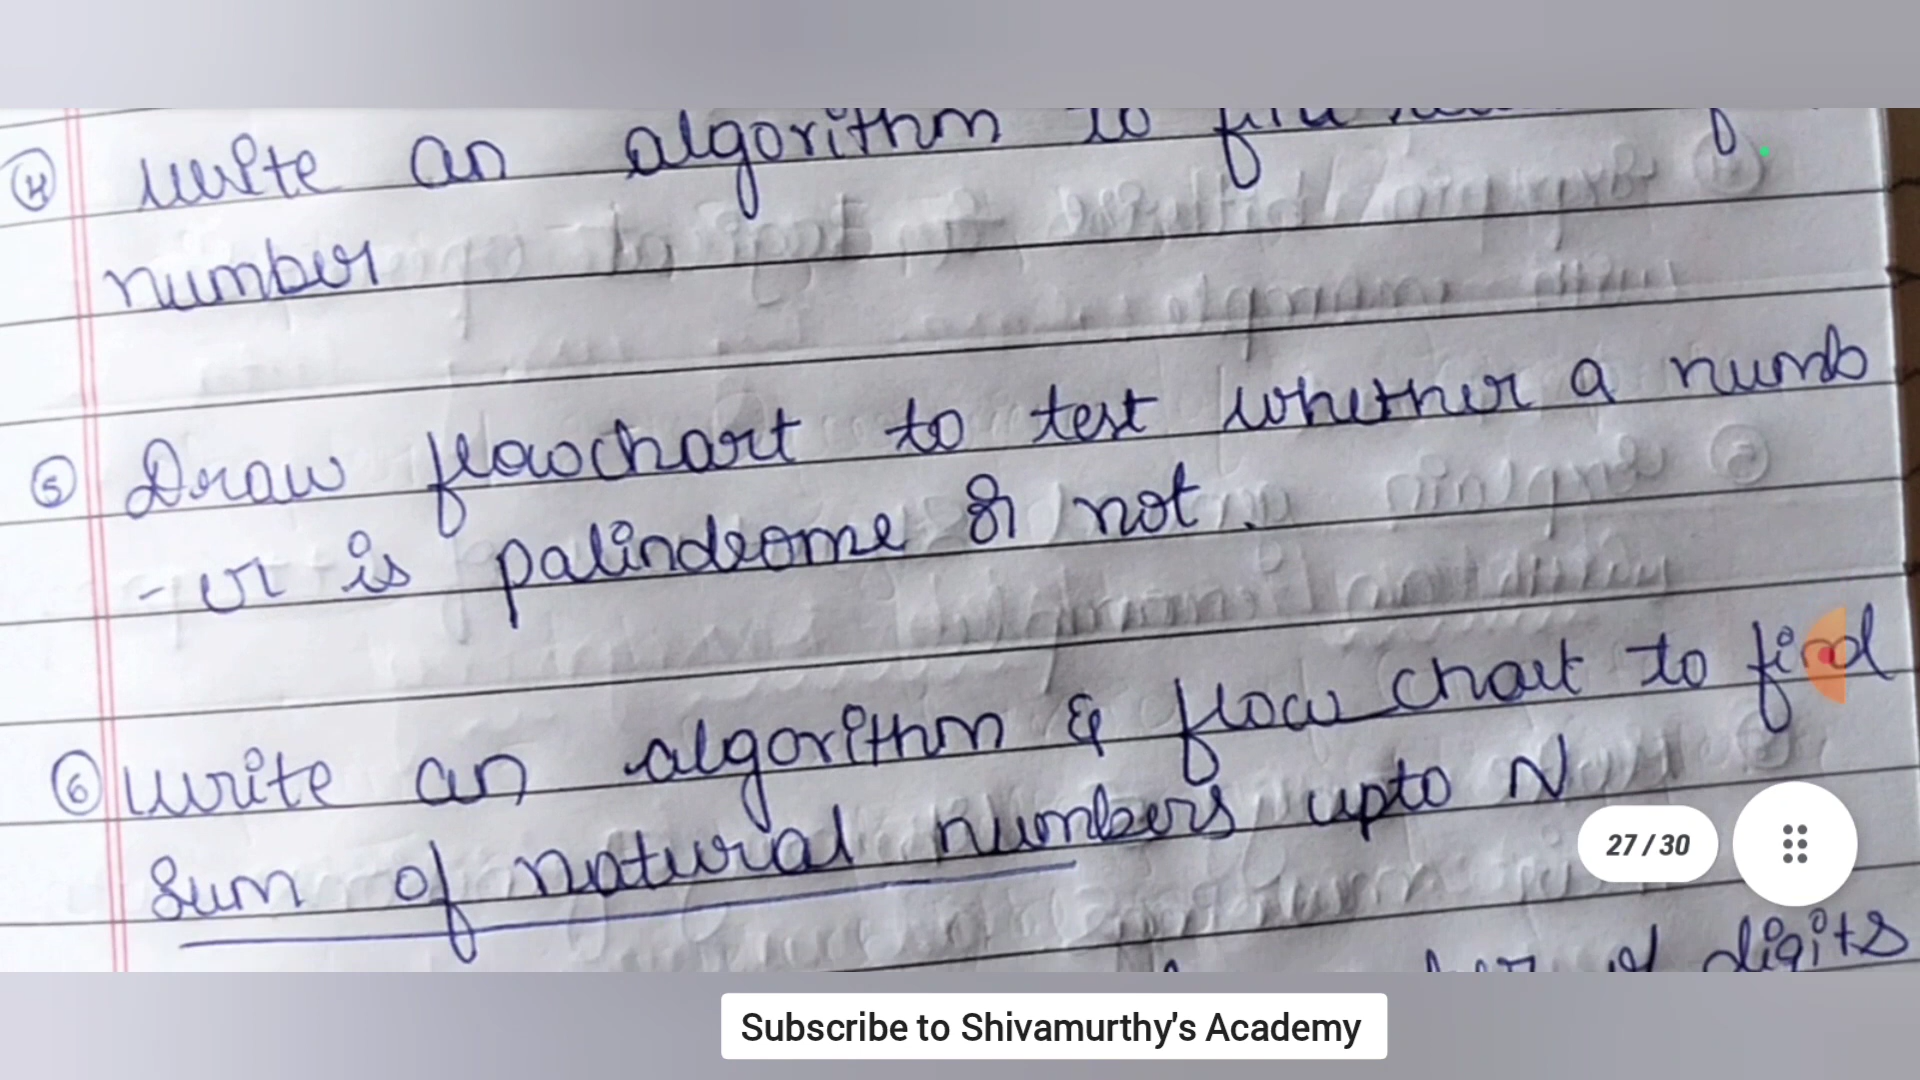 ④ Write an algorithm to
number
⑤ Draw flowchart to test whether a numb
-er is palindrome or not.
⑥ Write an algorithm & flow chart to find
Sum of natural numbers upto N
27 / 30
of digits
Subscribe to Shivamurthy's Academy